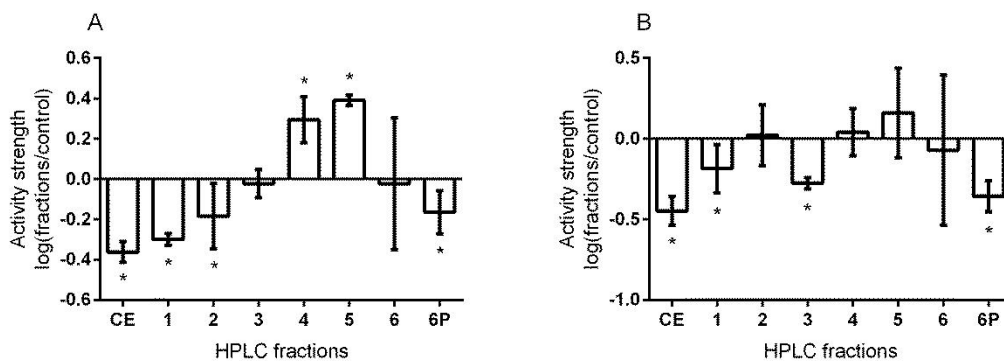 A
Activity strength
log(fractions/control)
0.6
0.4
0.2
0.0
-0.2
-0.4
-0.6
* * * * * *
CE 1 2 3 4 5 6 6P
HPLC fractions
B
Activity strength
log(fractions/control)
0.5
0.0
-0.5
-1.0
* * * *
CE 1 2 3 4 5 6 6P
HPLC fractions